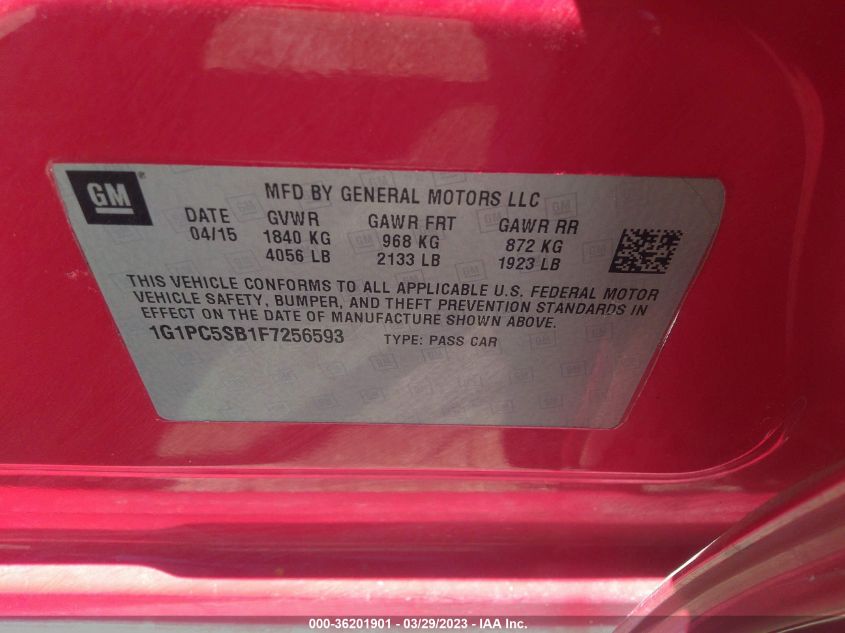 GM
MFD BY GENERAL MOTORS LLC
DATE GVWR GAWR FRT GAWR RR
04/15 1840 KG 968 KG 872 KG
4056 LB 2133 LB 1923 LB
THIS VEHICLE CONFORMS TO ALL APPLICABLE U.S. FEDERAL MOTOR
VEHICLE SAFETY, BUMPER, AND THEFT PREVENTION STANDARDS IN
EFFECT ON THE DATE OF MANUFACTURE SHOWN ABOVE.
1G1PC5SB1F7256593 TYPE: PASS CAR
000-36201901 - 03/29/2023 - IAA Inc.